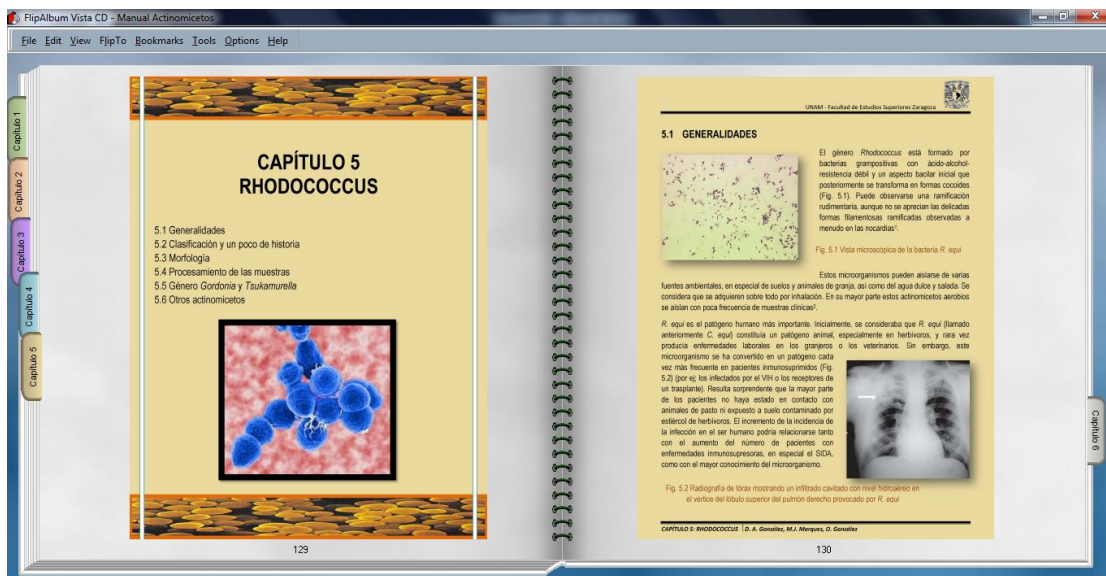 FlipAlbum Vista CD - Manual Actinomicetos
File Edit View FlipTo Bookmarks Tools Options Help
Capítulo 1
Capítulo 2
Capítulo 3
Capítulo 4
Capítulo 5
CAPÍTULO 5
RHODOCOCCUS
5.1 Generalidades
5.2 Clasificación y un poco de historia
5.3 Morfología
5.4 Procesamiento de las muestras
5.5 Género Gordonia y Tsukamurella
5.6 Otros actinomicetos
129
UNAM - Facultad de Estudios Superiores Zaragoza
5.1 GENERALIDADES
El género Rhodococcus está formado por
bacterias grampositivas con ácido-alcohol-
resistencia débil y un aspecto bacilar inicial que
posteriormente se transforma en formas cocoides
(Fig. 5.1). Puede observarse una ramificación
rudimentaria, aunque no se aprecian las delicadas
formas filamentosas ramificadas observadas a
menudo en las nocardias¹.
Fig. 5.1 Vista microscópica de la bacteria R. equi
Estos microorganismos pueden aislarse de varias
fuentes ambientales, en especial de suelos y animales de granja, así como del agua dulce y salada. Se
considera que se adquieren sobre todo por inhalación. En su mayor parte estos actinomicetos aerobios
se aíslan con poca frecuencia de muestras clínicas².
R. equi es el patógeno humano más importante. Inicialmente, se consideraba que R. equi (llamado
anteriormente C. equi) constituía un patógeno animal, especialmente en herbívoros, y rara vez
producía enfermedades laborales en los granjeros o los veterinarios. Sin embargo, este
microorganismo se ha convertido en un patógeno cada
vez más frecuente en pacientes inmunosuprimidos (Fig.
5.2) (por ej; los infectados por el VIH o los receptores de
un trasplante). Resulta sorprendente que la mayor parte
de los pacientes no haya estado en contacto con
animales de pasto ni expuesto a suelo contaminado por
estiércol de herbívoros. El incremento de la incidencia de
la infección en el ser humano podría relacionarse tanto
con el aumento del número de pacientes con
enfermedades inmunosupresoras, en especial el SIDA,
como con el mayor conocimiento del microorganismo.
Fig. 5.2 Radiografía de tórax mostrando un infiltrado cavitado con nivel hidroaéreo en
el vértice del lóbulo superior del pulmón derecho provocado por R. equi
CAPÍTULO 5: RHODOCOCCUS | D. A. González, M.J. Marques, O. González
130
Capítulo 6